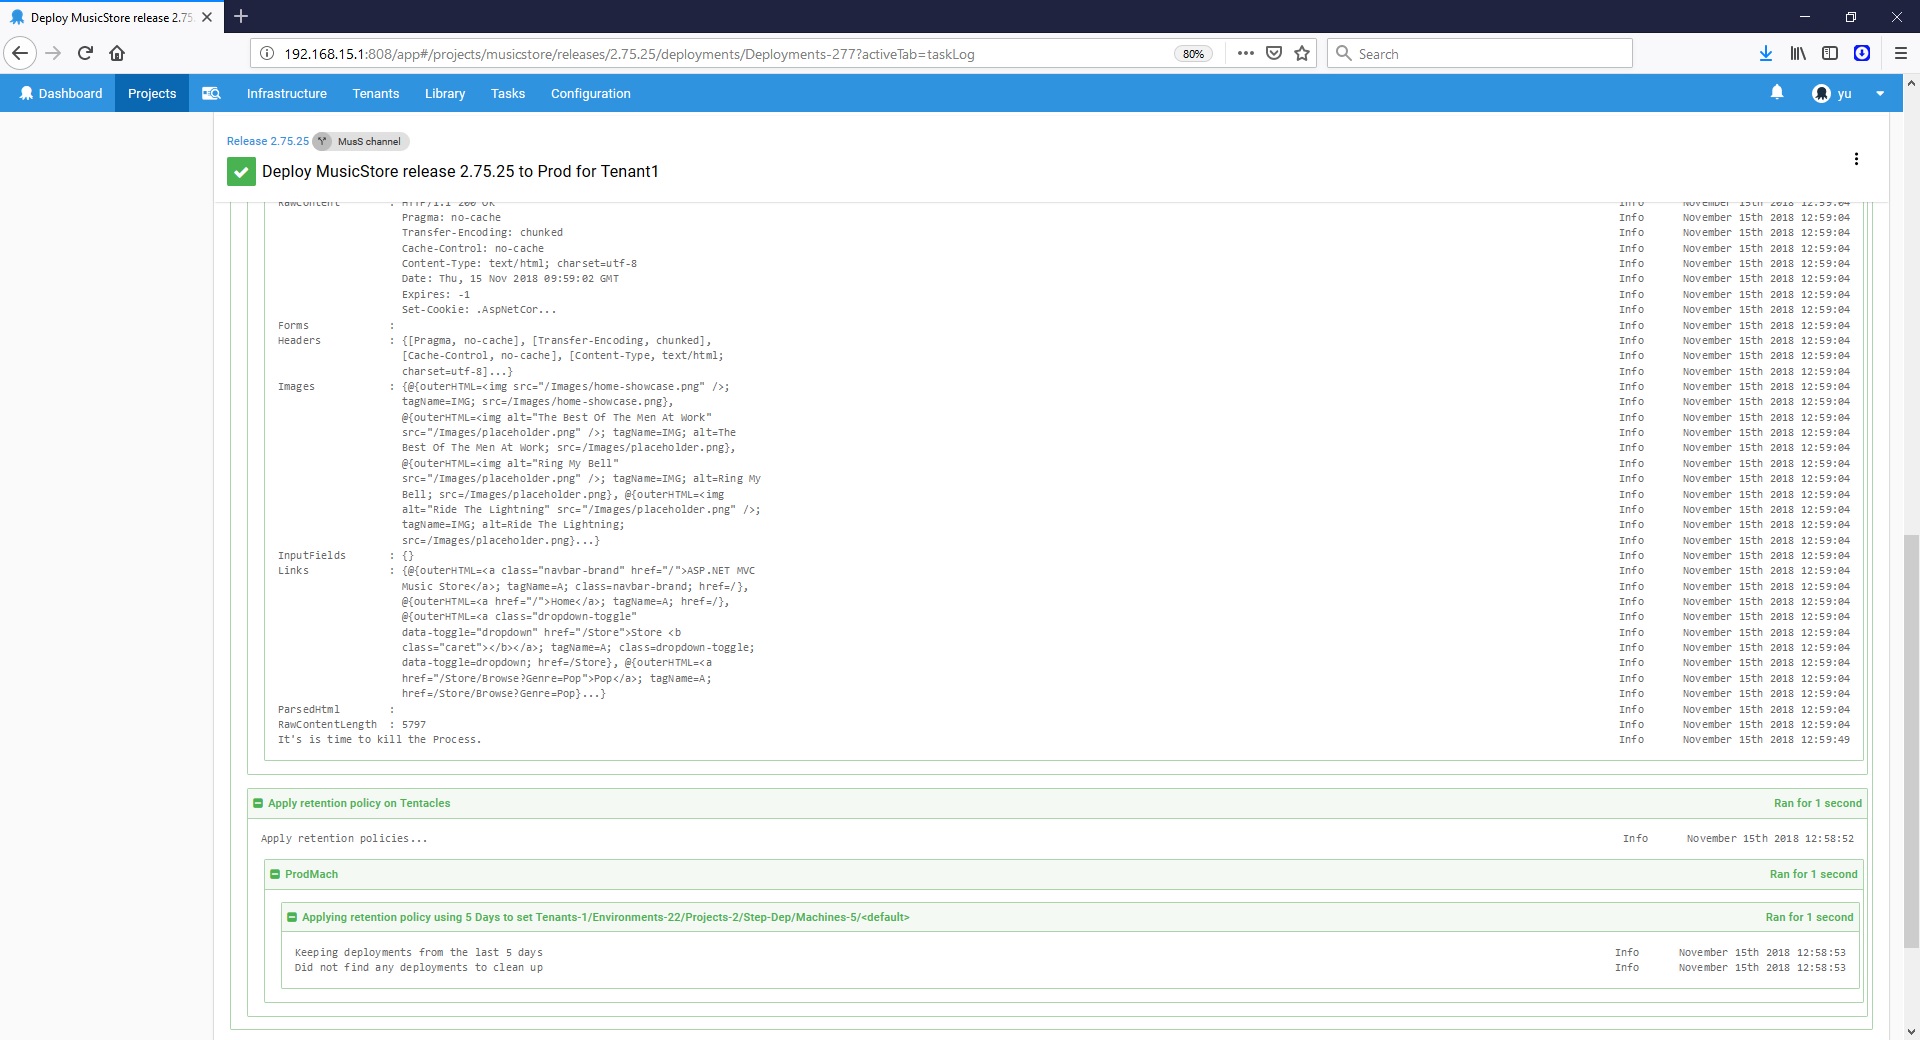 Deploy MusicStore release 2.75
192.168.15.1:808/app#/projects/musicstore/releases/2.75.25/deployments/Deployments-277?activeTab=taskLog
80%
Search
Dashboard
Projects
Infrastructure
Tenants
Library
Tasks
Configuration
yu
Release 2.75.25
MusS channel
Deploy MusicStore release 2.75.25 to Prod for Tenant1
RawContent : HTTP/1.1 200 OK Info November 15th 2018 12:59:04
Pragma: no-cache Info November 15th 2018 12:59:04
Transfer-Encoding: chunked Info November 15th 2018 12:59:04
Cache-Control: no-cache Info November 15th 2018 12:59:04
Content-Type: text/html; charset=utf-8 Info November 15th 2018 12:59:04
Date: Thu, 15 Nov 2018 09:59:02 GMT Info November 15th 2018 12:59:04
Expires: -1 Info November 15th 2018 12:59:04
Set-Cookie: .AspNetCor... Info November 15th 2018 12:59:04
Forms : Info November 15th 2018 12:59:04
Headers : {[Pragma, no-cache], [Transfer-Encoding, chunked], Info November 15th 2018 12:59:04
[Cache-Control, no-cache], [Content-Type, text/html; Info November 15th 2018 12:59:04
charset=utf-8]...} Info November 15th 2018 12:59:04
Images : {@{outerHTML=<img src="/Images/home-showcase.png" />; Info November 15th 2018 12:59:04
tagName=IMG; src=/Images/home-showcase.png}, Info November 15th 2018 12:59:04
@{outerHTML=<img alt="The Best Of The Men At Work" Info November 15th 2018 12:59:04
src="/Images/placeholder.png" />; tagName=IMG; alt=The Info November 15th 2018 12:59:04
Best Of The Men At Work; src=/Images/placeholder.png}, Info November 15th 2018 12:59:04
@{outerHTML=<img alt="Ring My Bell" Info November 15th 2018 12:59:04
src="/Images/placeholder.png" />; tagName=IMG; alt=Ring My Info November 15th 2018 12:59:04
Bell; src=/Images/placeholder.png}, @{outerHTML=<img Info November 15th 2018 12:59:04
alt="Ride The Lightning" src="/Images/placeholder.png" />; Info November 15th 2018 12:59:04
tagName=IMG; alt=Ride The Lightning; Info November 15th 2018 12:59:04
src=/Images/placeholder.png}...} Info November 15th 2018 12:59:04
InputFields : {} Info November 15th 2018 12:59:04
Links : {@{outerHTML=<a class="navbar-brand" href="/">ASP.NET MVC Info November 15th 2018 12:59:04
Music Store</a>; tagName=A; class=navbar-brand; href=/}, Info November 15th 2018 12:59:04
@{outerHTML=<a href="/">Home</a>; tagName=A; href=/}, Info November 15th 2018 12:59:04
@{outerHTML=<a class="dropdown-toggle" Info November 15th 2018 12:59:04
data-toggle="dropdown" href="/Store">Store <b Info November 15th 2018 12:59:04
class="caret"></b></a>; tagName=A; class=dropdown-toggle; Info November 15th 2018 12:59:04
data-toggle=dropdown; href=/Store}, @{outerHTML=<a Info November 15th 2018 12:59:04
href="/Store/Browse?Genre=Pop">Pop</a>; tagName=A; Info November 15th 2018 12:59:04
href=/Store/Browse?Genre=Pop}...} Info November 15th 2018 12:59:04
ParsedHtml : Info November 15th 2018 12:59:04
RawContentLength : 5797 Info November 15th 2018 12:59:04
It's is time to kill the Process. Info November 15th 2018 12:59:49
Apply retention policy on Tentacles Ran for 1 second
Apply retention policies... Info November 15th 2018 12:58:52
ProdMach Ran for 1 second
Applying retention policy using 5 Days to set Tenants-1/Environments-22/Projects-2/Step-Dep/Machines-5/<default> Ran for 1 second
Keeping deployments from the last 5 days Info November 15th 2018 12:58:53
Did not find any deployments to clean up Info November 15th 2018 12:58:53